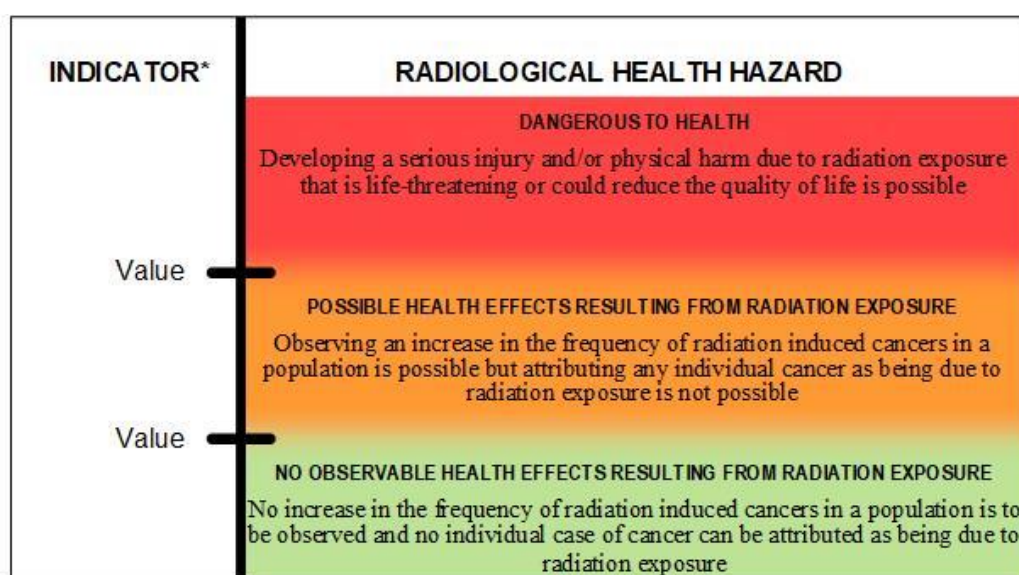 INDICATOR*
RADIOLOGICAL HEALTH HAZARD
DANGEROUS TO HEALTH
Developing a serious injury and/or physical harm due to radiation exposure
that is life-threatening or could reduce the quality of life is possible
Value
POSSIBLE HEALTH EFFECTS RESULTING FROM RADIATION EXPOSURE
Observing an increase in the frequency of radiation induced cancers in a
population is possible but attributing any individual cancer as being due to
radiation exposure is not possible
Value
NO OBSERVABLE HEALTH EFFECTS RESULTING FROM RADIATION EXPOSURE
No increase in the frequency of radiation induced cancers in a population is to
be observed and no individual case of cancer can be attributed as being due to
radiation exposure